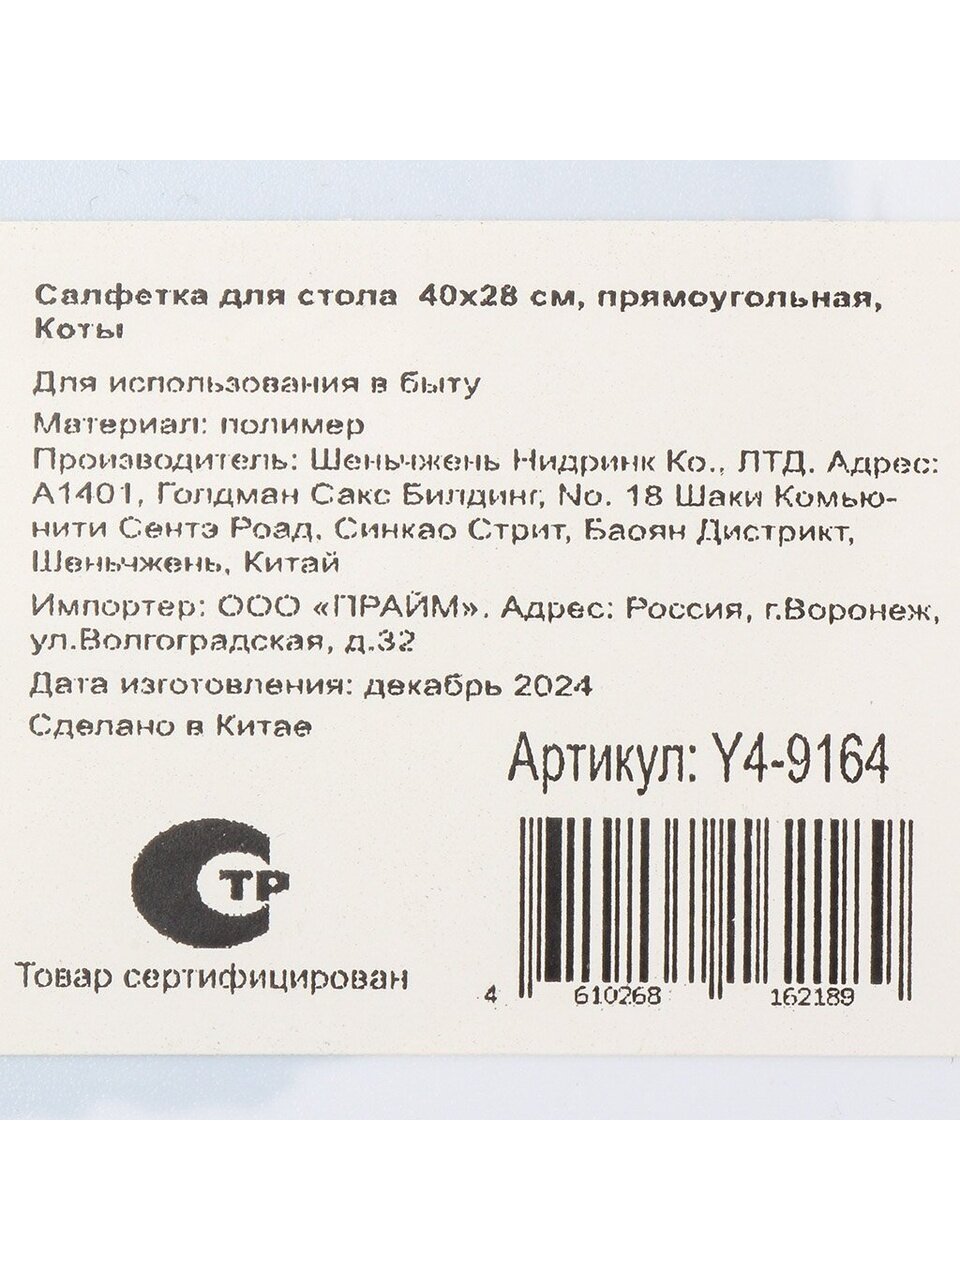 Салфетка для стола 40х28 см, прямоугольная,
Коты
Для использования в быту
Материал: полимер
Производитель: Шеньчжень Нидринк Ко., ЛТД. Адрес:
А1401, Голдман Сакс Билдинг, No. 18 Шаки Комью-
нити Сентэ Роад, Синкао Стрит, Баоян Дистрикт,
Шеньчжень, Китай
Импортер: ООО «ПРАЙМ». Адрес: Россия, г.Воронеж,
ул.Волгоградская, д.32
Дата изготовления: декабрь 2024
Сделано в Китае
Артикул: Y4-9164
СТР
Товар сертифицирован
4 610268 162189